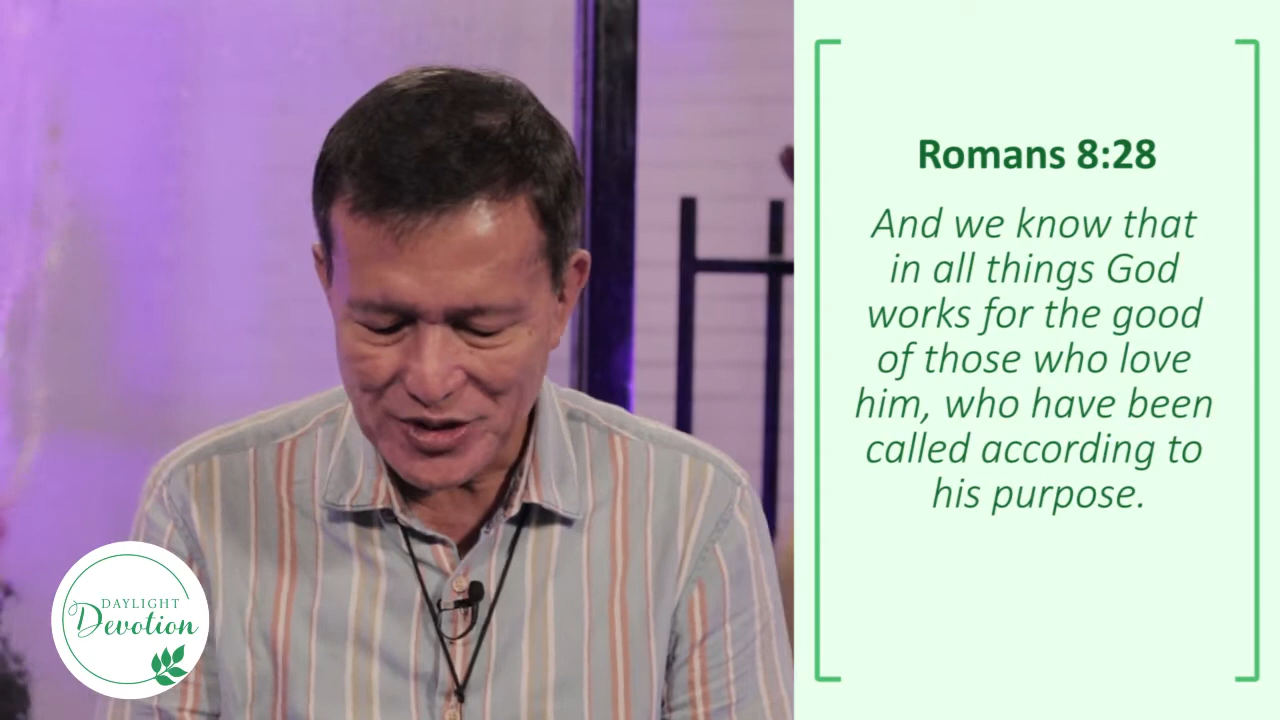 Romans 8:28
And we know that
in all things God
works for the good
of those who love
him, who have been
called according to
his purpose.
DAYLIGHT
Devotion